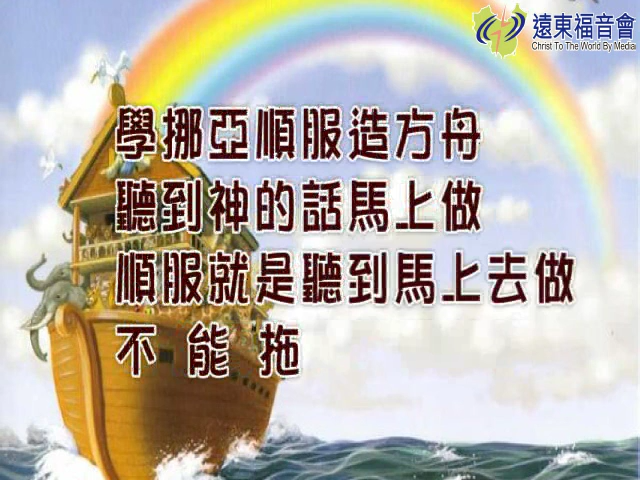 遠東福音會
Christ To The World By Media
學挪亞順服造方舟
聽到神的話馬上做
順服就是聽到馬上去做
不 能 拖